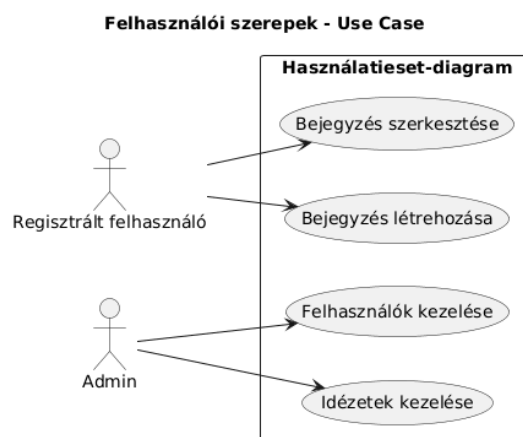 Felhasználói szerepek - Use Case
Használatieset-diagram
Bejegyzés szerkesztése
Regisztrált felhasználó
Bejegyzés létrehozása
Felhasználók kezelése
Admin
Idézetek kezelése